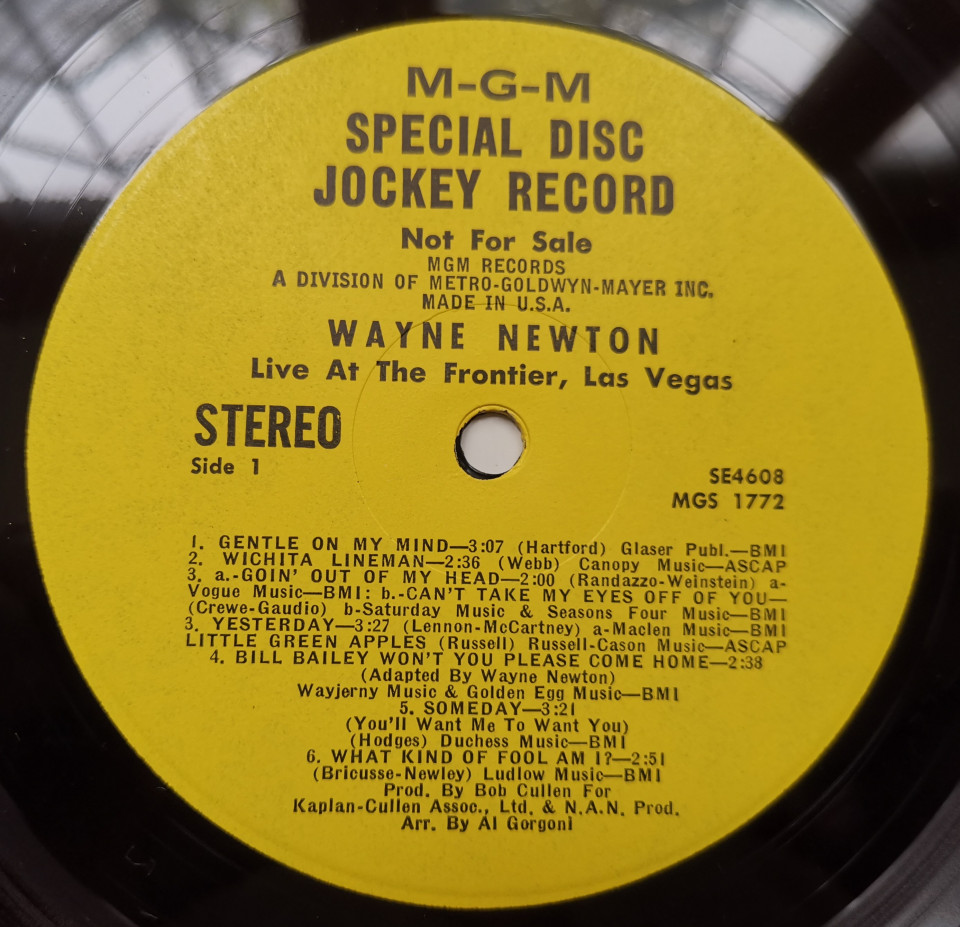 M-G-M
SPECIAL DISC
JOCKEY RECORD
Not For Sale
MGM RECORDS
A DIVISION OF METRO-GOLDWYN-MAYER INC.
MADE IN U.S.A.
WAYNE NEWTON
Live At The Frontier, Las Vegas
STEREO
Side 1
SE4608
MGS 1772
1. GENTLE ON MY MIND—3:07 (Hartford) Glaser Publ.—BMI
2. WICHITA LINEMAN—2:36 (Webb) Canopy Music—ASCAP
3. a.-GOIN' OUT OF MY HEAD—2:00 (Randazzo-Weinstein) a-
Vogue Music—BMI: b.-CAN'T TAKE MY EYES OFF OF YOU—
(Crewe-Gaudio) b-Saturday Music & Seasons Four Music—BMI
3. YESTERDAY—3:27 (Lennon-McCartney) a-Maclen Music—BMI
LITTLE GREEN APPLES (Russell) Russell-Cason Music—ASCAP
4. BILL BAILEY WON'T YOU PLEASE COME HOME—2:38
(Adapted By Wayne Newton)
Wayjerny Music & Golden Egg Music—BMI
5. SOMEDAY—3:21
(You'll Want Me To Want You)
(Hodges) Duchess Music—BMI
6. WHAT KIND OF FOOL AM I?—2:51
(Bricusse-Newley) Ludlow Music—BMI
Prod. By Bob Cullen For
Kaplan-Cullen Assoc., Ltd. & N.A.N. Prod.
Arr. By Al Gorgoni